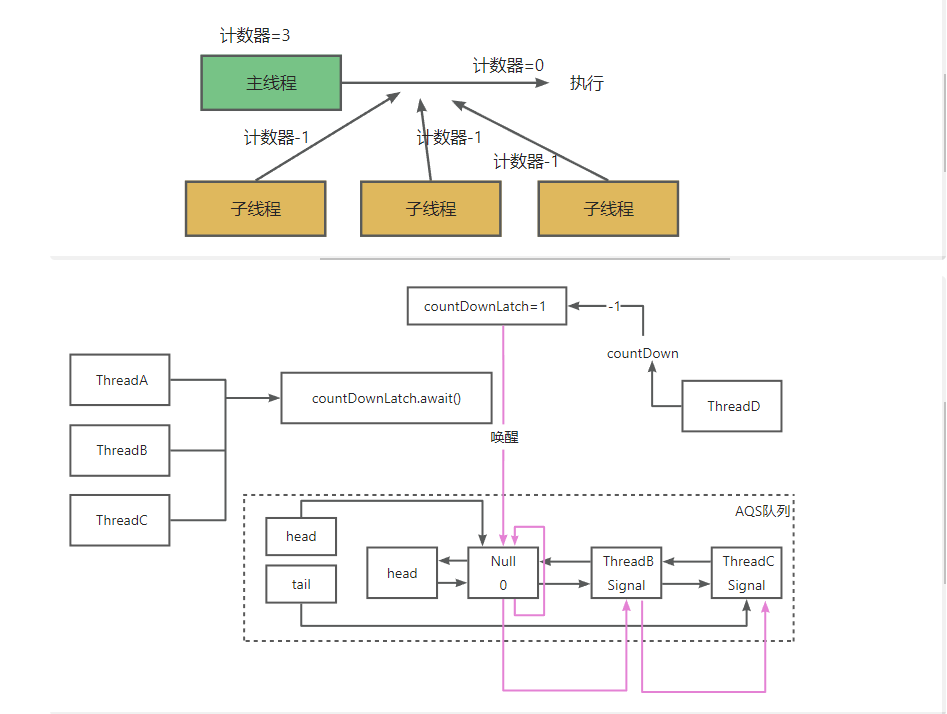 计数器=3
主线程
计数器=0
执行
计数器-1
计数器-1
计数器-1
子线程
子线程
子线程
countDownLatch=1
-1
countDown
ThreadA
countDownLatch.await()
ThreadD
ThreadB
唤醒
ThreadC
AQS队列
head
tail
head
Null
0
ThreadB
Signal
ThreadC
Signal